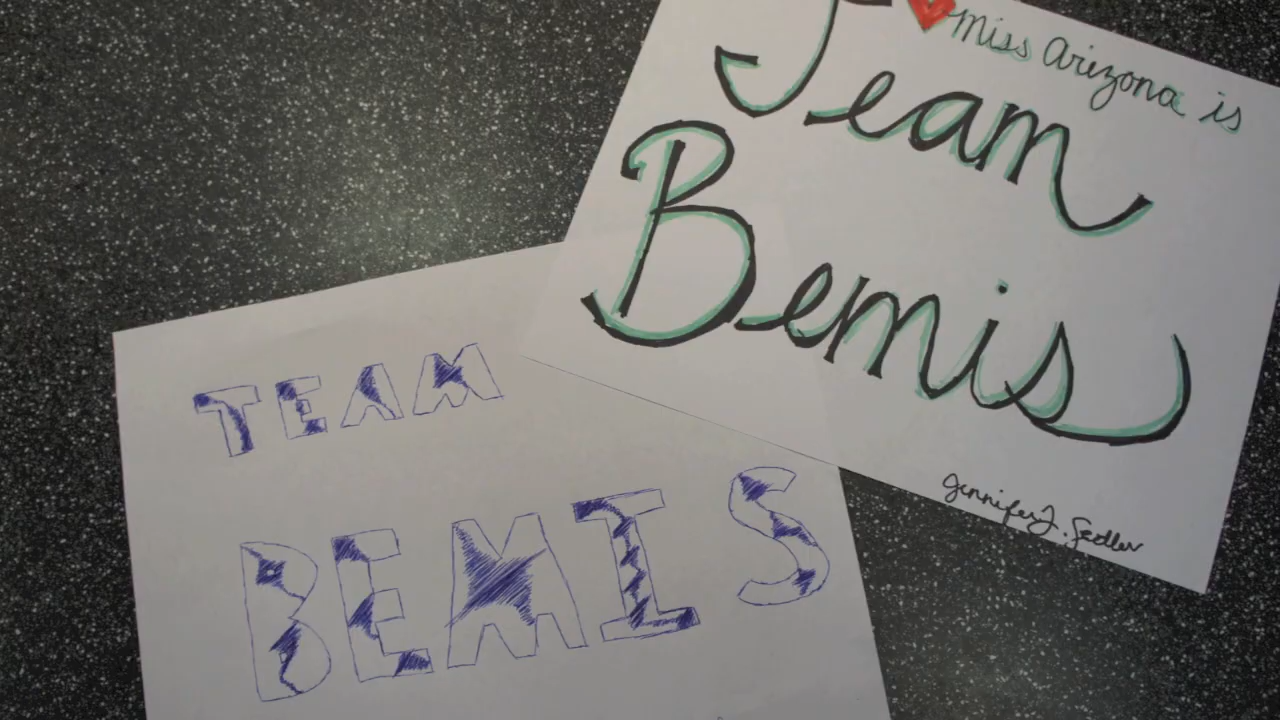 Miss Arizona is
Team
Bemis
Jennifer J. Sedler
TEAM
BEMIS